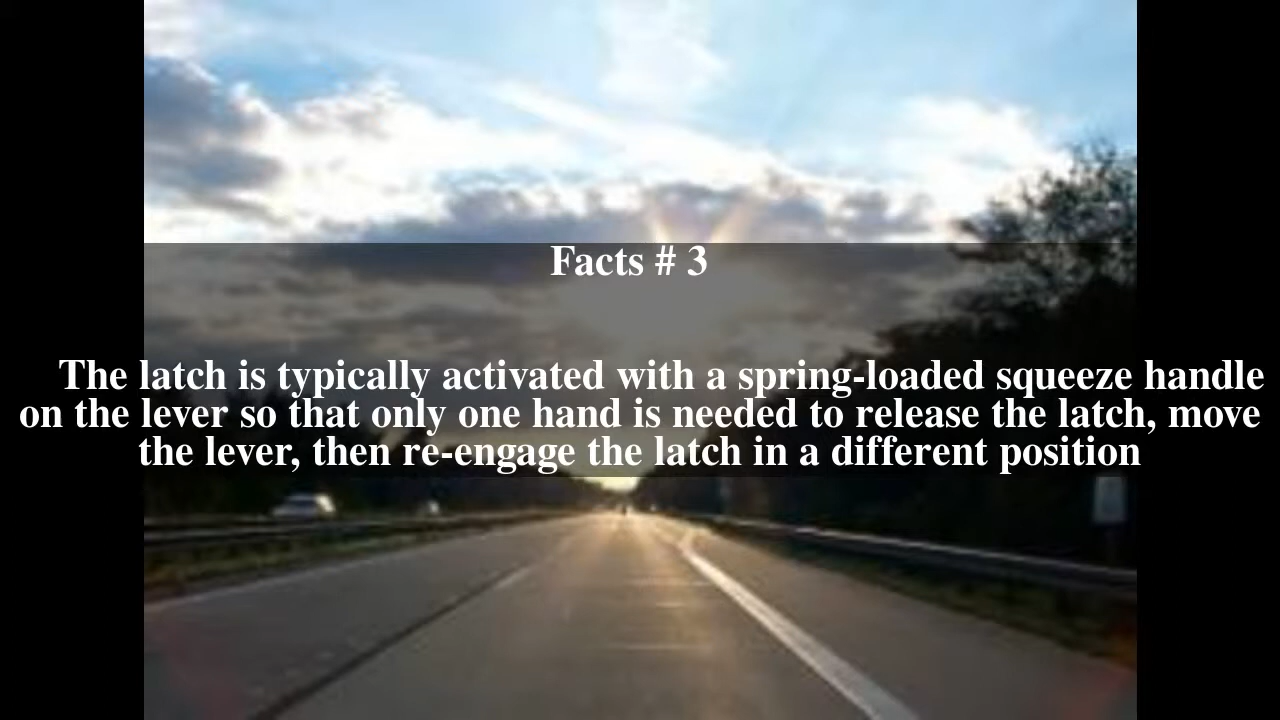 Facts # 3
The latch is typically activated with a spring-loaded squeeze handle
on the lever so that only one hand is needed to release the latch, move
the lever, then re-engage the latch in a different position